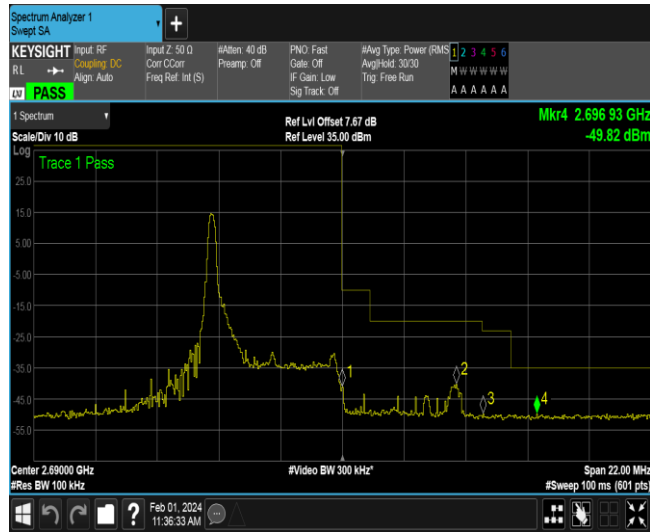 Spectrum Analyzer 1
Swept SA
+
KEYSIGHT
RL
LXI PASS
Input: RF
Coupling: DC
Align: Auto
Input Z: 50 Ω
Corr CCorr
Freq Ref: Int (S)
#Atten: 40 dB
Preamp: Off
PNO: Fast
Gate: Off
IF Gain: Low
Sig Track: Off
#Avg Type: Power (RMS
Avg|Hold: 30/30
Trig: Free Run
1 2 3 4 5 6
M W W W W W
A A A A A A
1 Spectrum
Scale/Div 10 dB
Log
Ref Lvl Offset 7.67 dB
Ref Level 35.00 dBm
Mkr4 2.696 93 GHz
-49.82 dBm
Trace 1 Pass
25.0
15.0
5.00
-5.00
-15.0
-25.0
-35.0
-45.0
-55.0
1
2
3
4
Center 2.69000 GHz
#Res BW 100 kHz
#Video BW 300 kHz*
Span 22.00 MHz
#Sweep 100 ms (601 pts)
?
Feb 01, 2024
11:36:33 AM